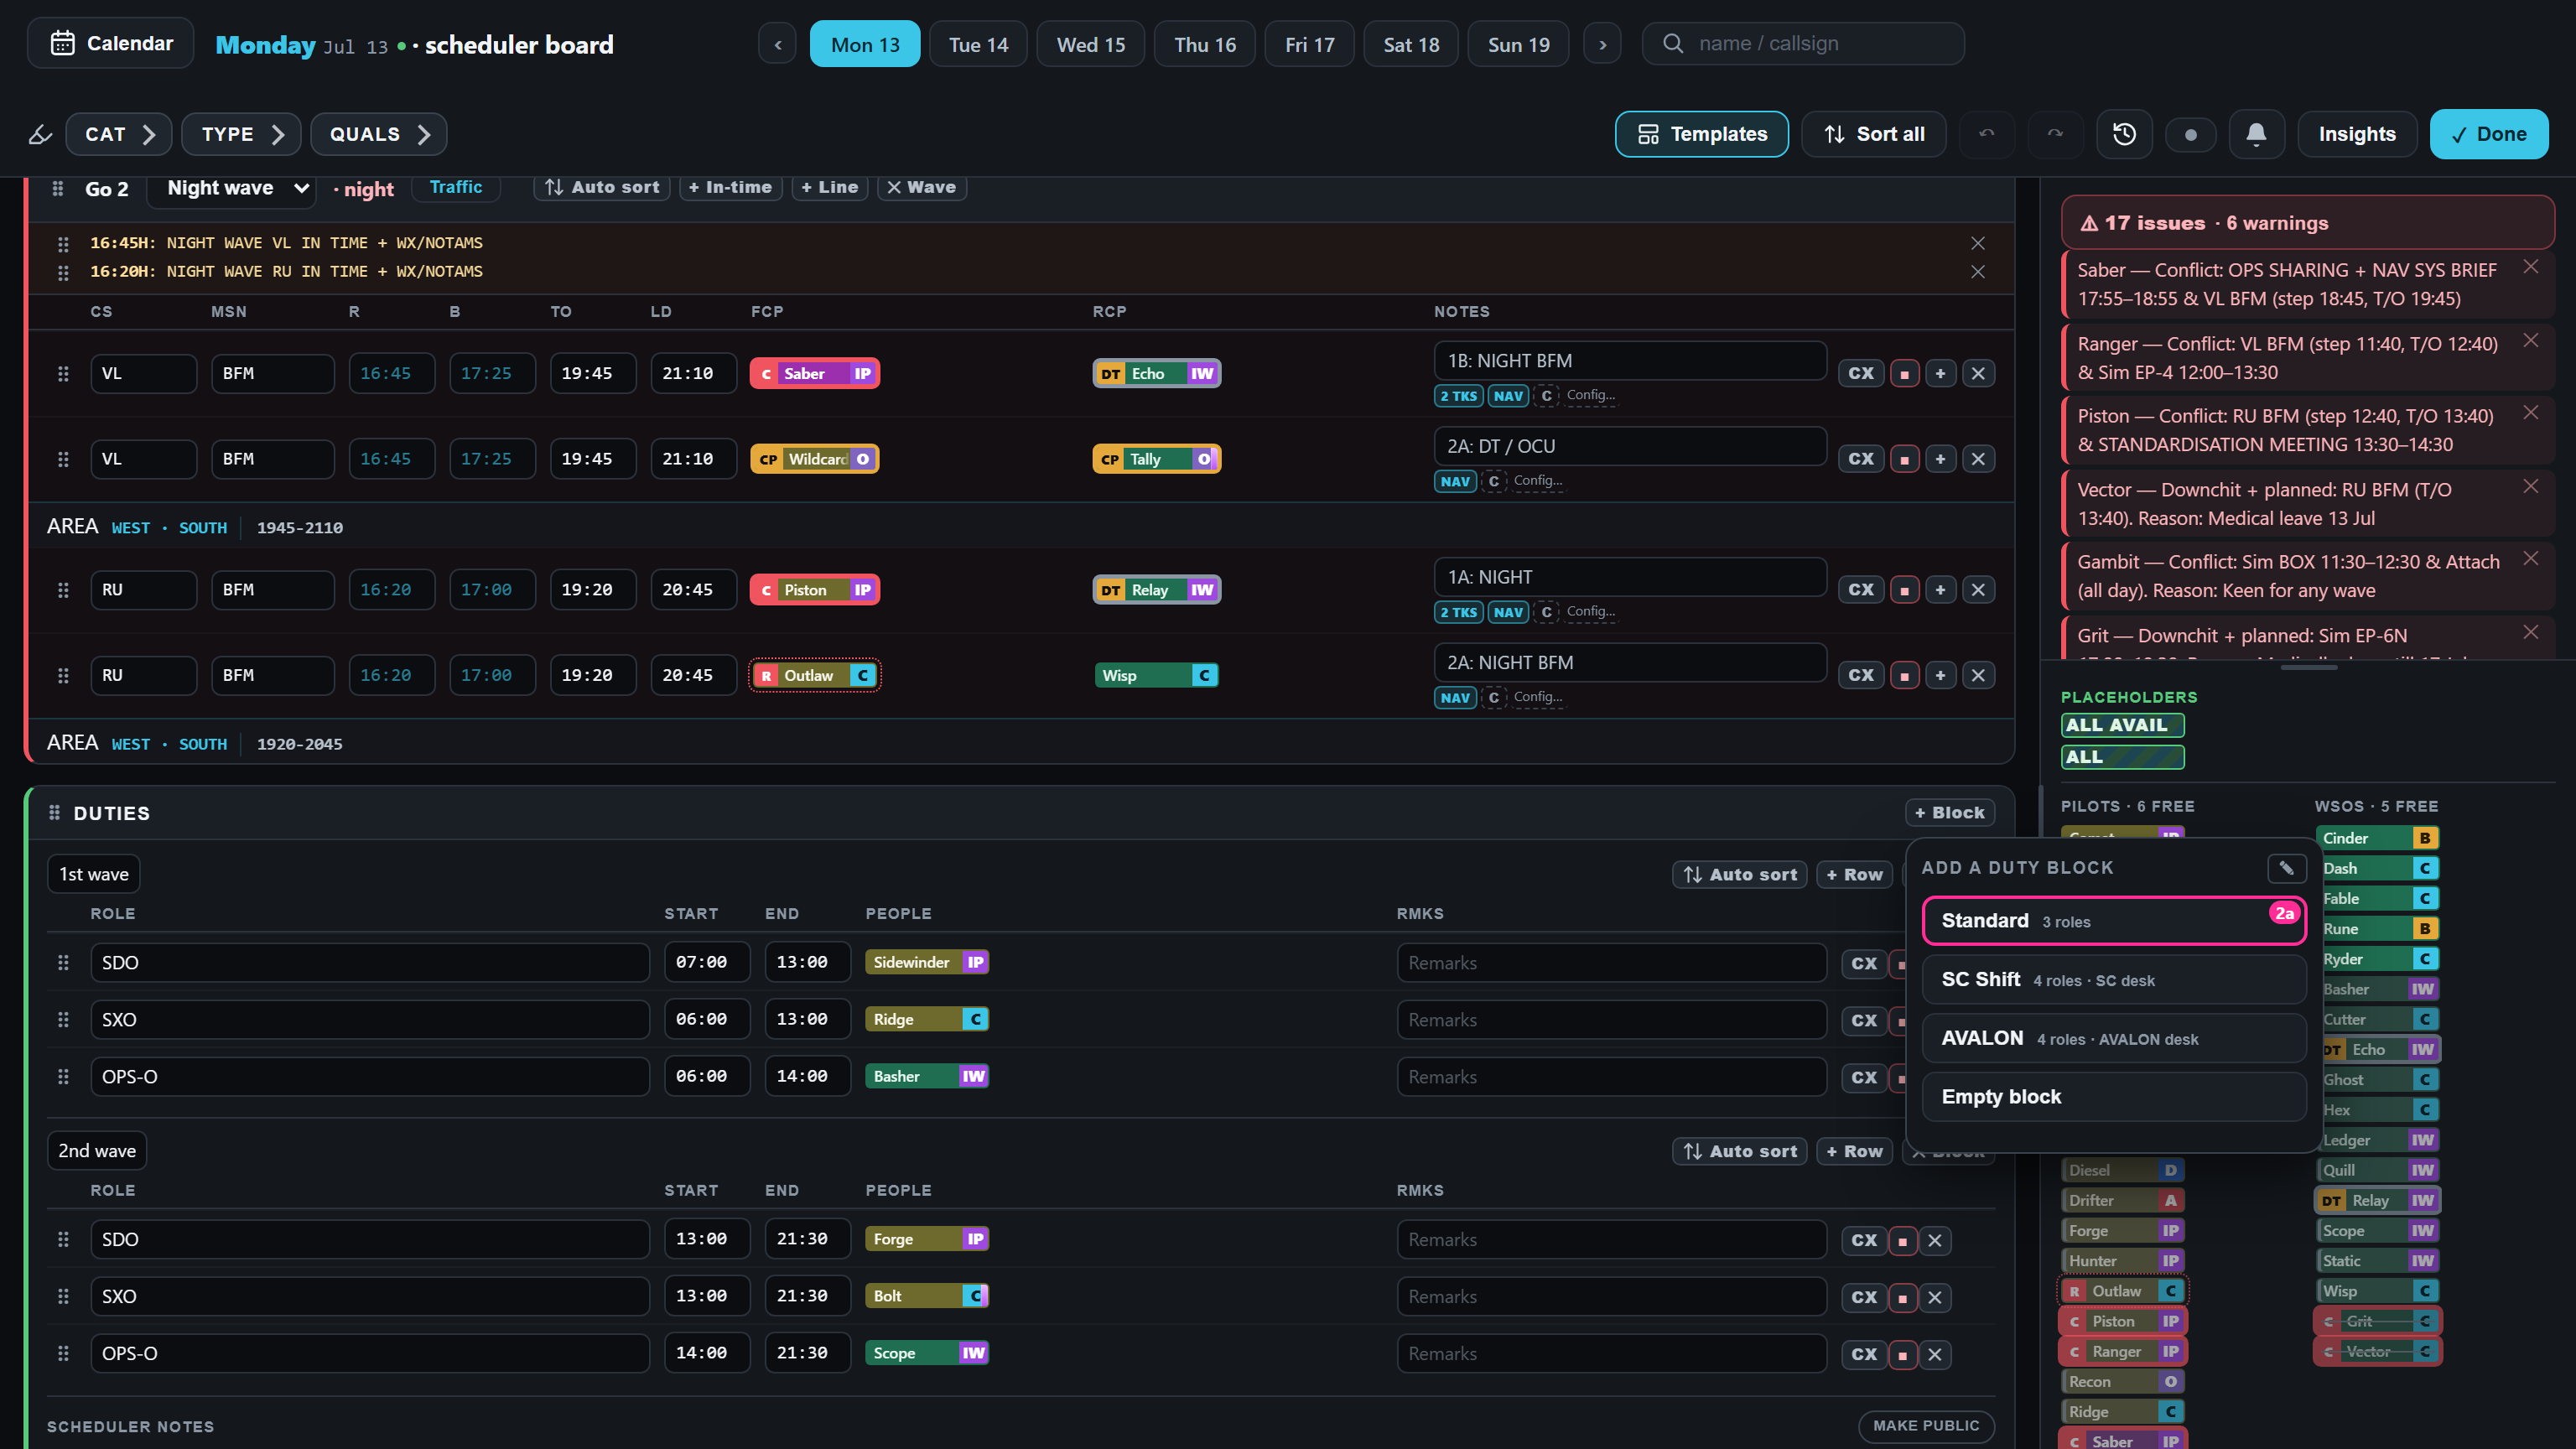 Calendar
Monday Jul 13 · scheduler board
Mon 13
Tue 14
Wed 15
Thu 16
Fri 17
Sat 18
Sun 19
name / callsign
CAT
TYPE
QUALS
Templates
Sort all
Insights
✓ Done
Go 2
Night wave
· night
Traffic
Auto sort
+ In-time
+ Line
× Wave
16:45H: NIGHT WAVE VL IN TIME + WX/NOTAMS
16:20H: NIGHT WAVE RU IN TIME + WX/NOTAMS
CS MSN R B TO LD FCP RCP NOTES
VL BFM 16:45 17:25 19:45 21:10 C Saber IP DT Echo IW 1B: NIGHT BFM CX +
2 TKS NAV C Config...
VL BFM 16:45 17:25 19:45 21:10 CP Wildcard O CP Tally O 2A: DT / OCU CX +
NAV C Config...
AREA WEST · SOUTH 1945-2110
RU BFM 16:20 17:00 19:20 20:45 C Piston IP DT Relay IW 1A: NIGHT CX +
2 TKS NAV C Config...
RU BFM 16:20 17:00 19:20 20:45 R Outlaw C Wisp C 2A: NIGHT BFM CX +
NAV C Config...
AREA WEST · SOUTH 1920-2045
DUTIES
+ Block
1st wave
Auto sort
+ Row
ROLE START END PEOPLE RMKS
SDO 07:00 13:00 Sidewinder IP Remarks CX
SXO 06:00 13:00 Ridge C Remarks CX
OPS-O 06:00 14:00 Basher IW Remarks CX
2nd wave
Auto sort
+ Row
ROLE START END PEOPLE RMKS
SDO 13:00 21:30 Forge IP Remarks CX
SXO 13:00 21:30 Bolt C Remarks CX
OPS-O 14:00 21:30 Scope IW Remarks CX
SCHEDULER NOTES
MAKE PUBLIC
ADD A DUTY BLOCK
Standard 3 roles
2a
SC Shift 4 roles · SC desk
AVALON 4 roles · AVALON desk
Empty block
⚠ 17 issues · 6 warnings
Saber — Conflict: OPS SHARING + NAV SYS BRIEF
17:55–18:55 & VL BFM (step 18:45, T/O 19:45)
Ranger — Conflict: VL BFM (step 11:40, T/O 12:40)
& Sim EP-4 12:00–13:30
Piston — Conflict: RU BFM (step 12:40, T/O 13:40)
& STANDARDISATION MEETING 13:30–14:30
Vector — Downchit + planned: RU BFM (T/O
13:40). Reason: Medical leave 13 Jul
Gambit — Conflict: Sim BOX 11:30–12:30 & Attach
(all day). Reason: Keen for any wave
Grit — Downchit + planned: Sim EP-6N
PLACEHOLDERS
ALL AVAIL
ALL
PILOTS · 6 FREE
Diesel D
Drifter A
Forge IP
Hunter IP
R Outlaw C
C Piston IP
C Ranger IP
Recon O
Ridge C
C Saber IP
WSOS · 5 FREE
Cinder B
Dash C
Fable C
Rune B
Ryder C
Basher IW
Cutter C
DT Echo IW
Ghost C
Hex C
Ledger IW
Quill IW
DT Relay IW
Scope IW
Static IW
Wisp C
C Grit C
C Vector C